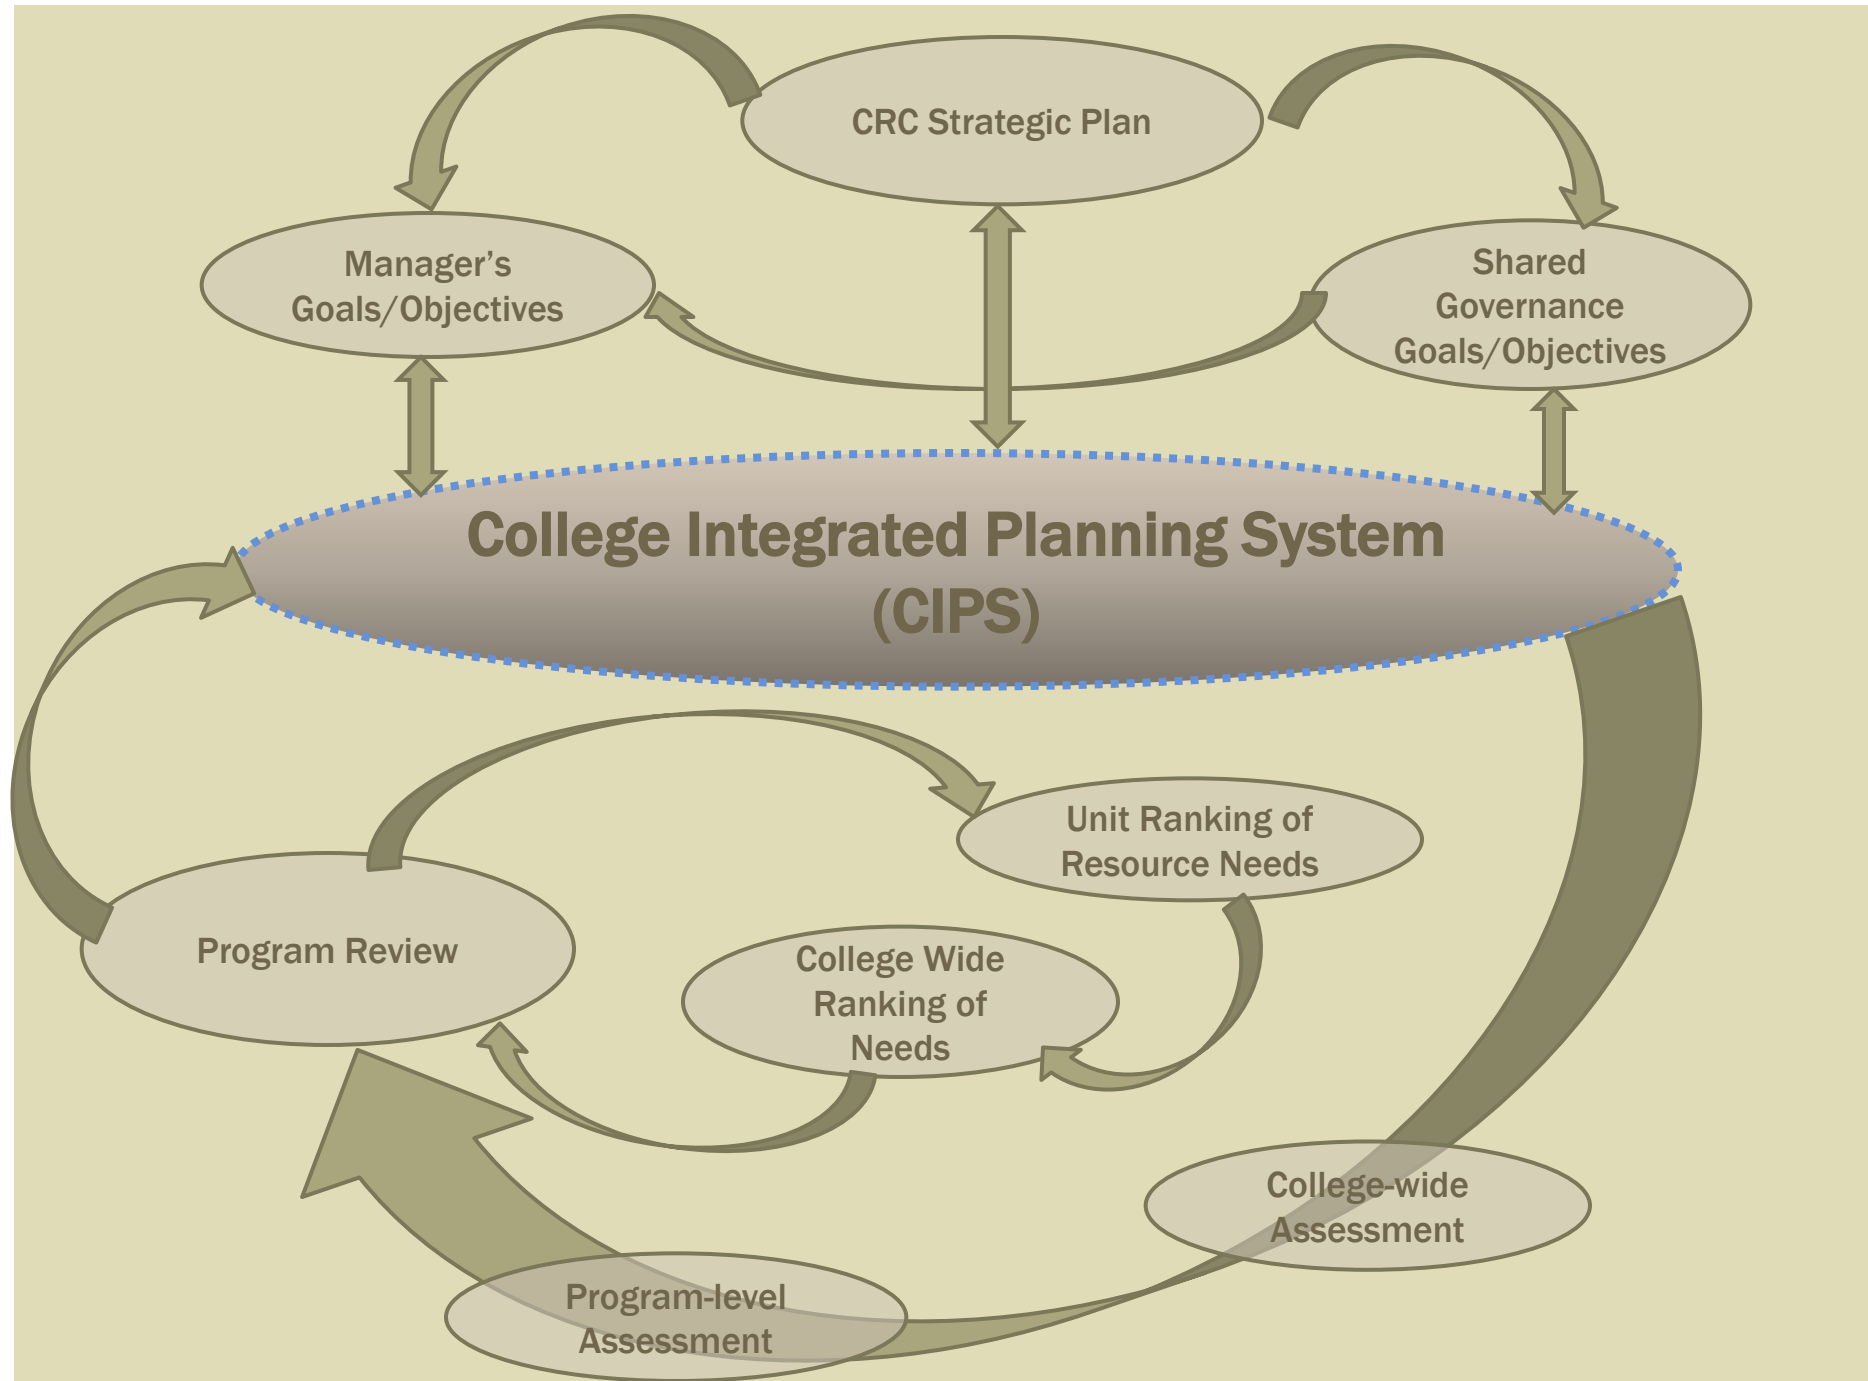 CRC Strategic Plan
Manager’s
Goals/Objectives
Shared
Governance
Goals/Objectives
College Integrated Planning System
(CIPS)
Unit Ranking of
Resource Needs
Program Review
College Wide
Ranking of
Needs
College-wide
Assessment
Program-level
Assessment